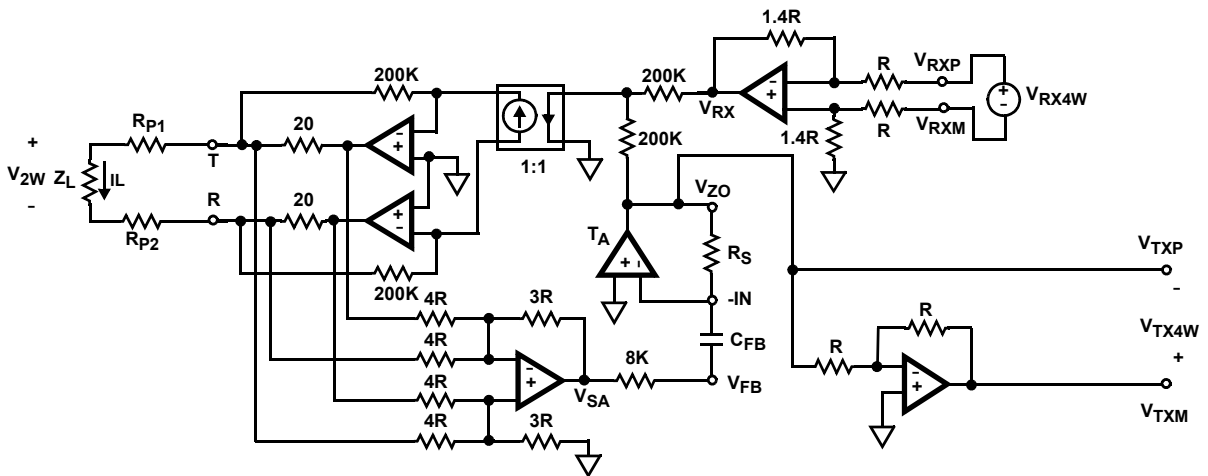 1.4R
R
V_RXP
V_RX
+
-
V_RX4W
-
+
R
V_RXM
1.4R
200K
200K
200K
1:1
R_P1
T
20
-
+
+
V_2W
-
Z_L
IL
R
20
+
-
R_P2
200K
V_ZO
T_A
+
-
R_S
-IN
C_FB
8K
V_FB
V_SA
4R
3R
4R
-
+
4R
4R
3R
V_TXP
-
V_TX4W
+
V_TXM
R
R
-
+